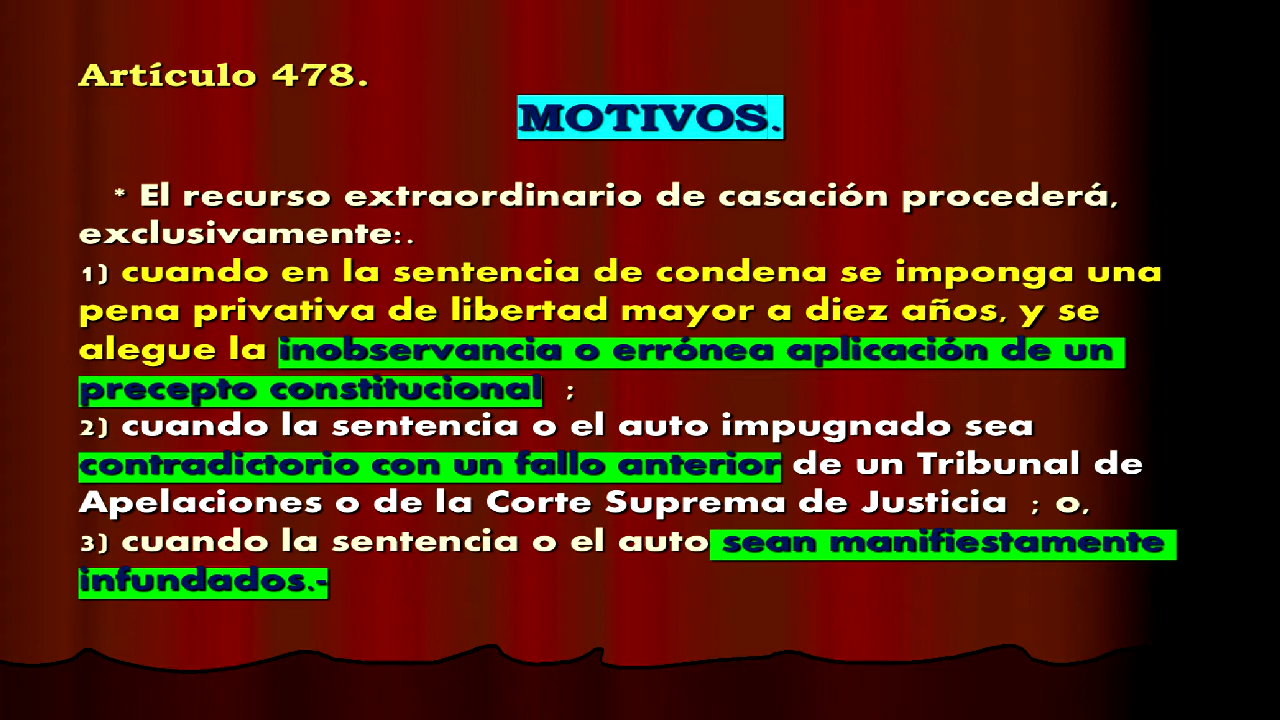 Artículo 478.
MOTIVOS.
* El recurso extraordinario de casación procederá,
exclusivamente:.
1) cuando en la sentencia de condena se imponga una
pena privativa de libertad mayor a diez años, y se
alegue la inobservancia o errónea aplicación de un
precepto constitucional ;
2) cuando la sentencia o el auto impugnado sea
contradictorio con un fallo anterior de un Tribunal de
Apelaciones o de la Corte Suprema de Justicia ; o,
3) cuando la sentencia o el auto sean manifiestamente
infundados.-